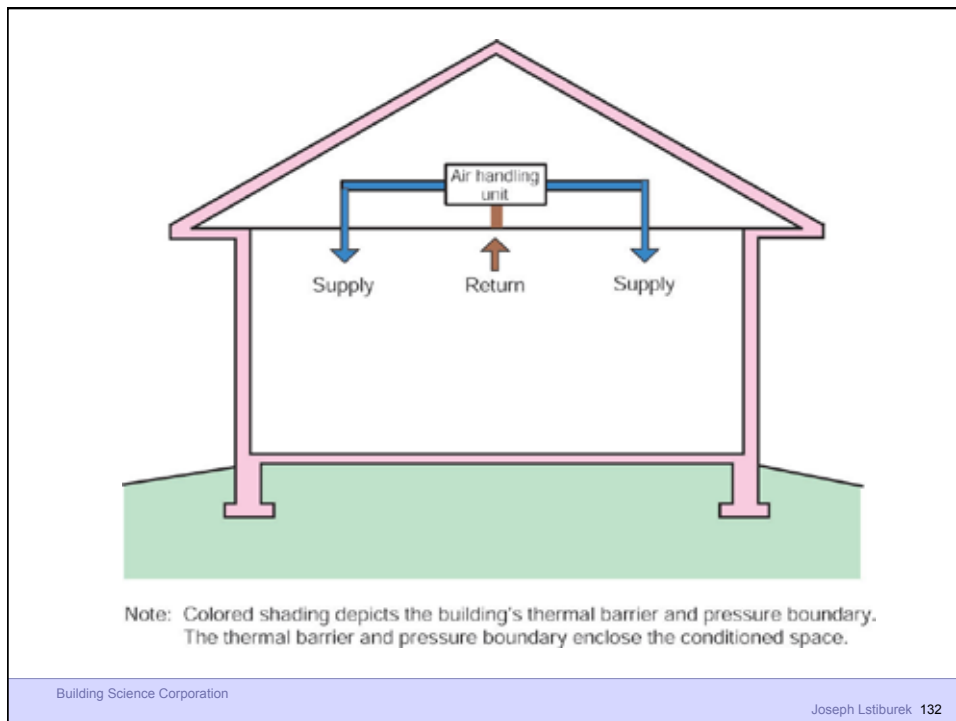 Air handling
unit
Supply
Return
Supply
Note: Colored shading depicts the building's thermal barrier and pressure boundary.
The thermal barrier and pressure boundary enclose the conditioned space.
Building Science Corporation
Joseph Lstiburek 132